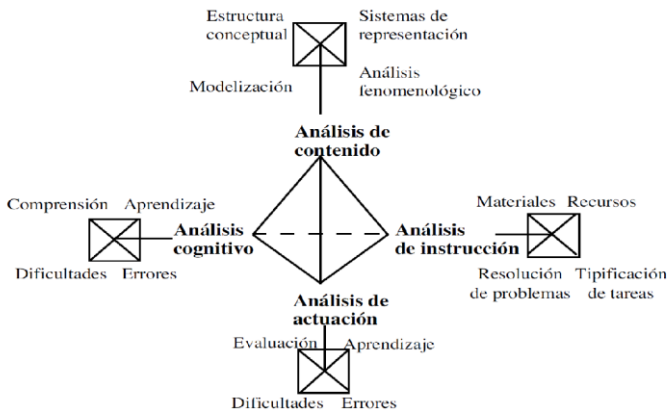 Estructura conceptual
Sistemas de representación
Modelización
Análisis fenomenológico
Análisis de contenido
Comprensión Aprendizaje
Análisis cognitivo
Dificultades Errores
Materiales Recursos
Análisis de instrucción
Resolución de problemas
Tipificación de tareas
Análisis de actuación
Evaluación Aprendizaje
Dificultades Errores